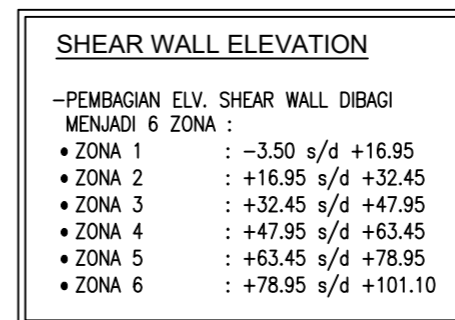 SHEAR WALL ELEVATION
-PEMBAGIAN ELV. SHEAR WALL DIBAGI
MENJADI 6 ZONA :
• ZONA 1 : -3.50 s/d +16.95
• ZONA 2 : +16.95 s/d +32.45
• ZONA 3 : +32.45 s/d +47.95
• ZONA 4 : +47.95 s/d +63.45
• ZONA 5 : +63.45 s/d +78.95
• ZONA 6 : +78.95 s/d +101.10